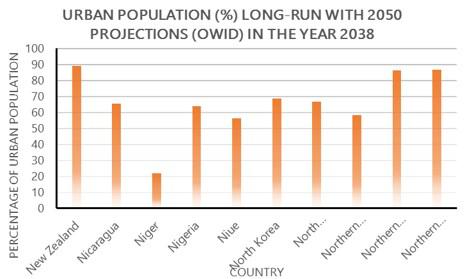 URBAN POPULATION (%) LONG-RUN WITH 2050
PROJECTIONS (OWID) IN THE YEAR 2038
PERCENTAGE OF URBAN POPULATION
100
90
80
70
60
50
40
30
20
10
0
New Zealand
Nicaragua
Niger
Nigeria
Niue
North Korea
North...
Northern...
Northern...
Northern...
COUNTRY